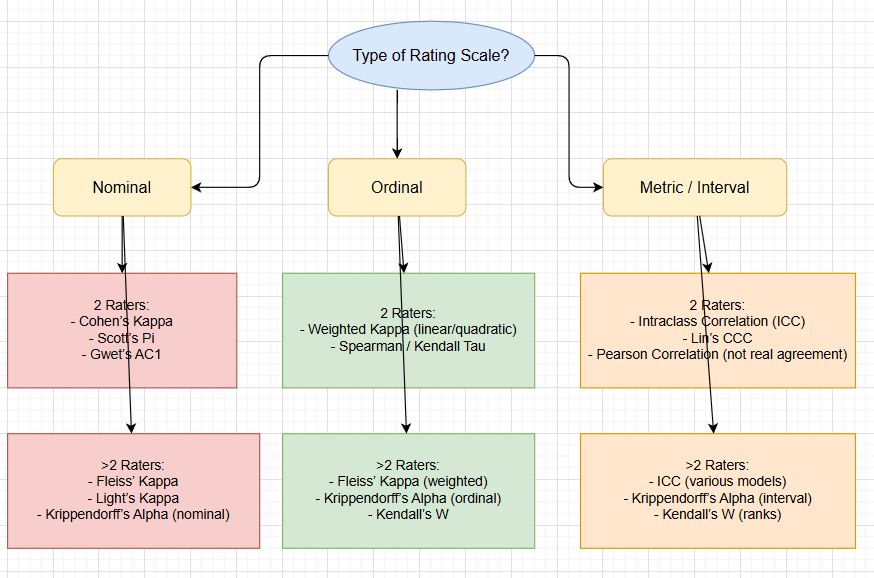 Type of Rating Scale?
Nominal
Ordinal
Metric / Interval
2 Raters:
- Cohen’s Kappa
- Scott’s Pi
- Gwet’s AC1
2 Raters:
- Weighted Kappa (linear/quadratic)
- Spearman / Kendall Tau
2 Raters:
- Intraclass Correlation (ICC)
- Lin’s CCC
- Pearson Correlation (not real agreement)
>2 Raters:
- Fleiss’ Kappa
- Light’s Kappa
- Krippendorff’s Alpha (nominal)
>2 Raters:
- Fleiss’ Kappa (weighted)
- Krippendorff’s Alpha (ordinal)
- Kendall’s W
>2 Raters:
- ICC (various models)
- Krippendorff’s Alpha (interval)
- Kendall’s W (ranks)